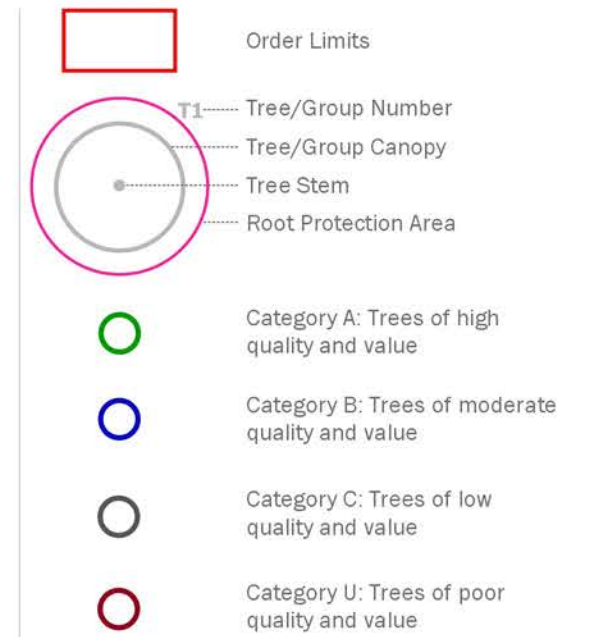 Order Limits
T1 Tree/Group Number
Tree/Group Canopy
Tree Stem
Root Protection Area
Category A: Trees of high
quality and value
Category B: Trees of moderate
quality and value
Category C: Trees of low
quality and value
Category U: Trees of poor
quality and value